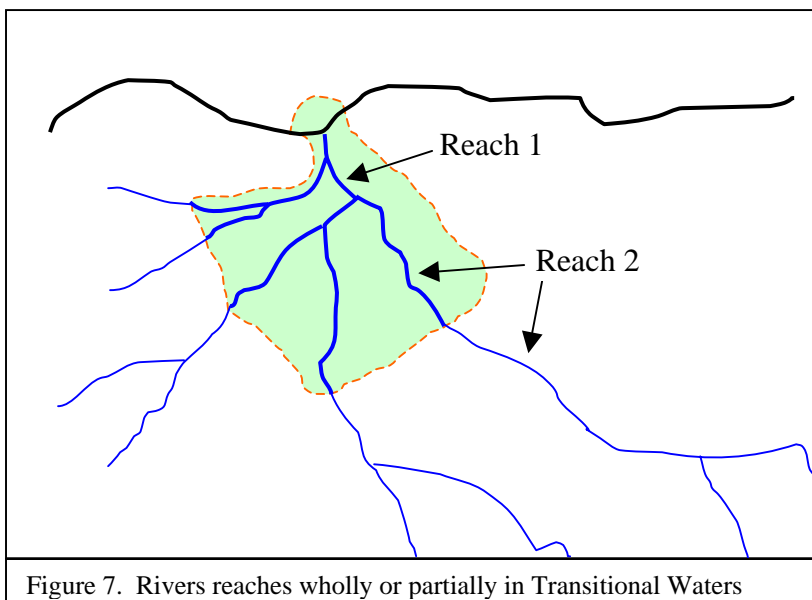 Reach 1
Reach 2
Figure 7. Rivers reaches wholly or partially in Transitional Waters